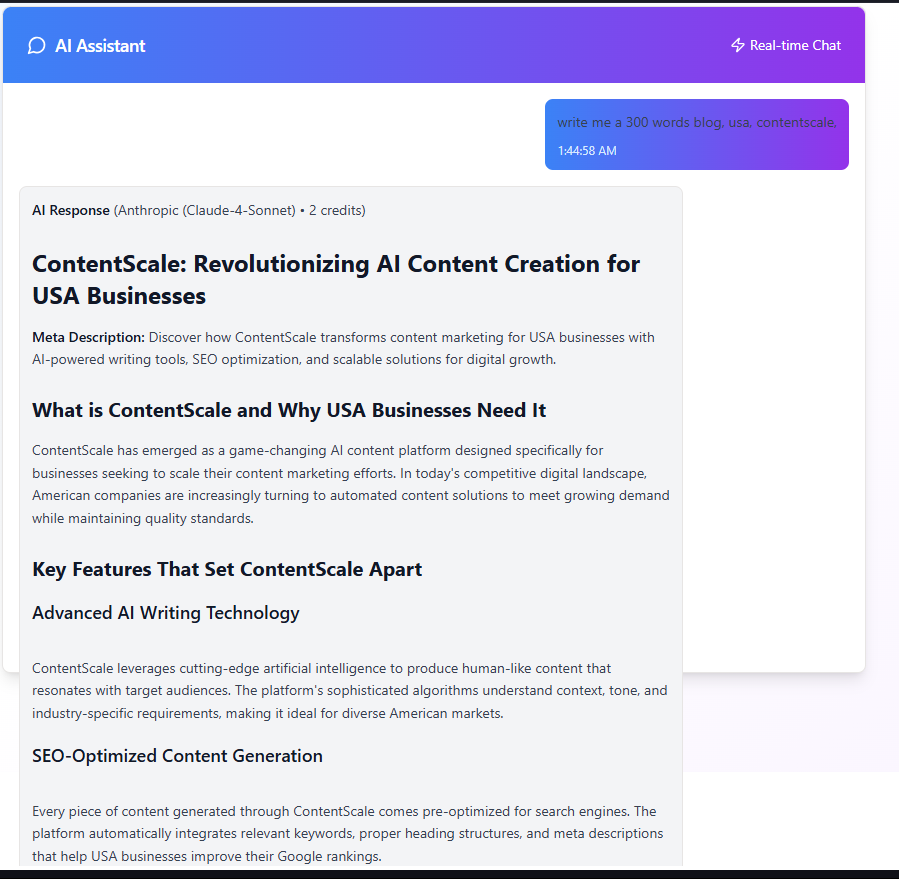 AI Assistant
Real-time Chat
write me a 300 words blog, usa, contentscale,
1:44:58 AM
AI Response (Anthropic (Claude-4-Sonnet) • 2 credits)
ContentScale: Revolutionizing AI Content Creation for
USA Businesses
Meta Description: Discover how ContentScale transforms content marketing for USA businesses with
AI-powered writing tools, SEO optimization, and scalable solutions for digital growth.
What is ContentScale and Why USA Businesses Need It
ContentScale has emerged as a game-changing AI content platform designed specifically for
businesses seeking to scale their content marketing efforts. In today's competitive digital landscape,
American companies are increasingly turning to automated content solutions to meet growing demand
while maintaining quality standards.
Key Features That Set ContentScale Apart
Advanced AI Writing Technology
ContentScale leverages cutting-edge artificial intelligence to produce human-like content that
resonates with target audiences. The platform's sophisticated algorithms understand context, tone, and
industry-specific requirements, making it ideal for diverse American markets.
SEO-Optimized Content Generation
Every piece of content generated through ContentScale comes pre-optimized for search engines. The
platform automatically integrates relevant keywords, proper heading structures, and meta descriptions
that help USA businesses improve their Google rankings.